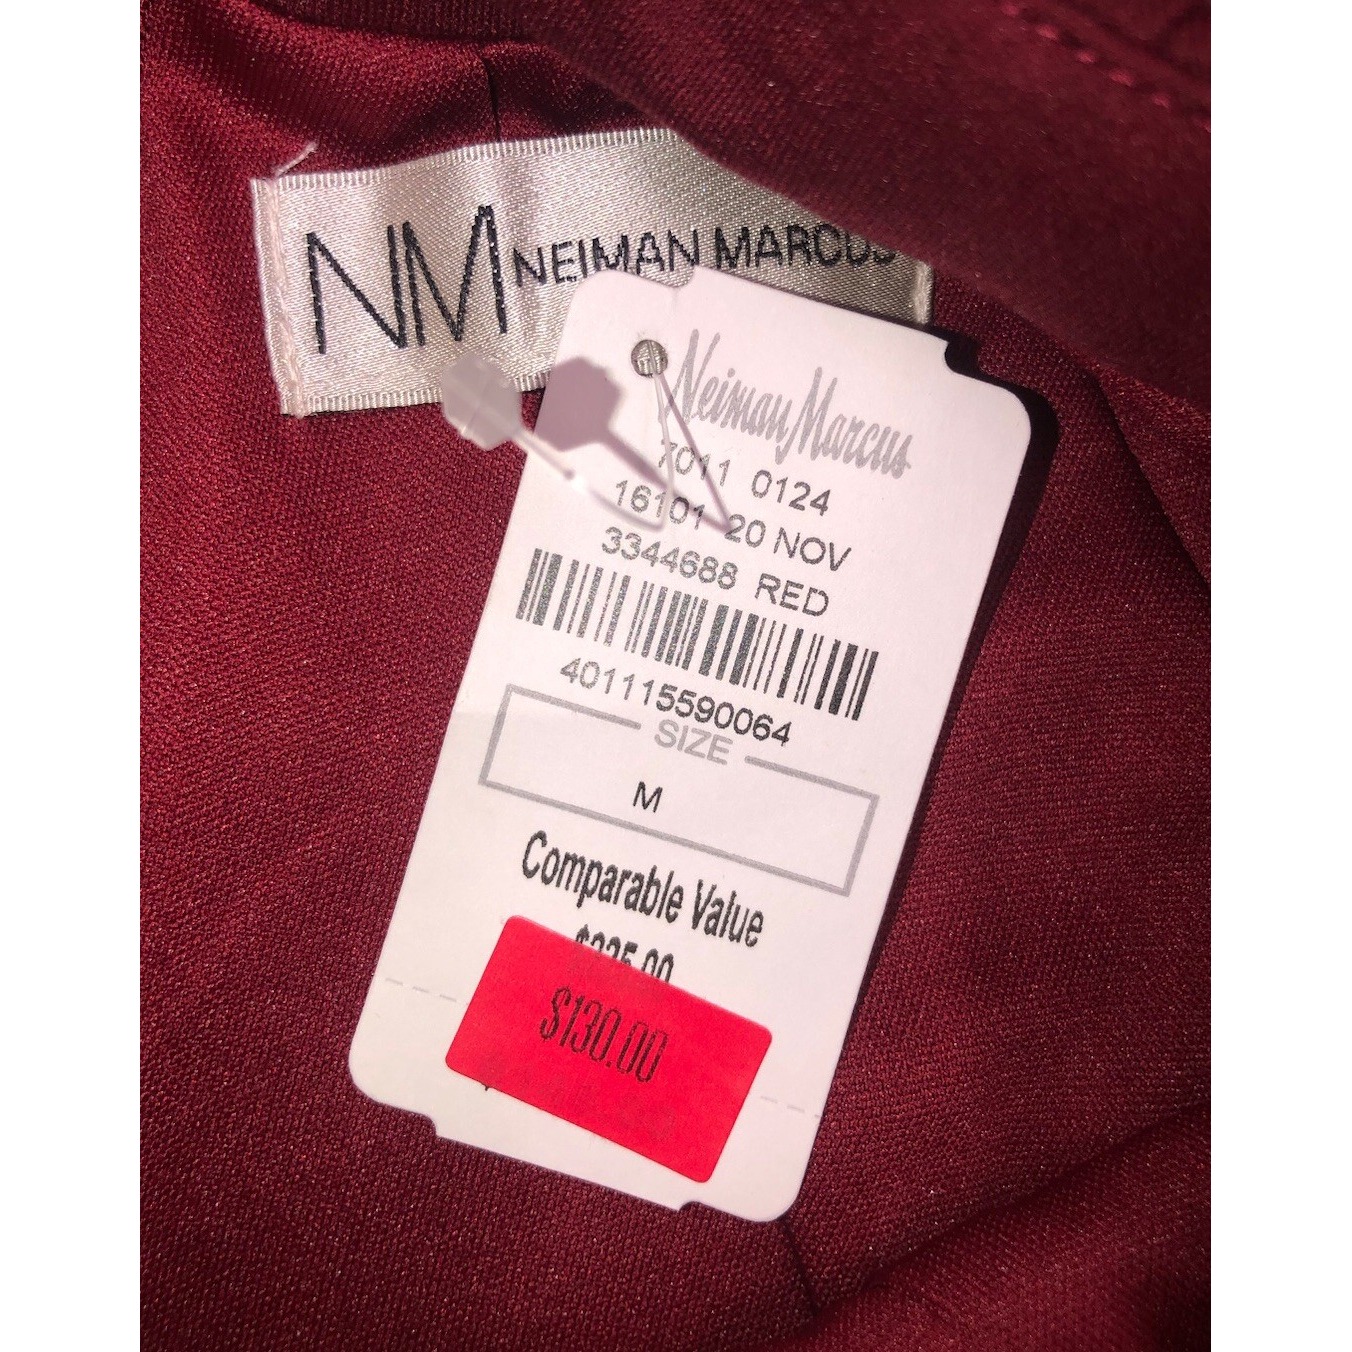 NM NEIMAN MARCUS
Neiman Marcus
7011 0124
16101 20 NOV
3344688 RED
401115590064
SIZE
M
Comparable Value
$130.00